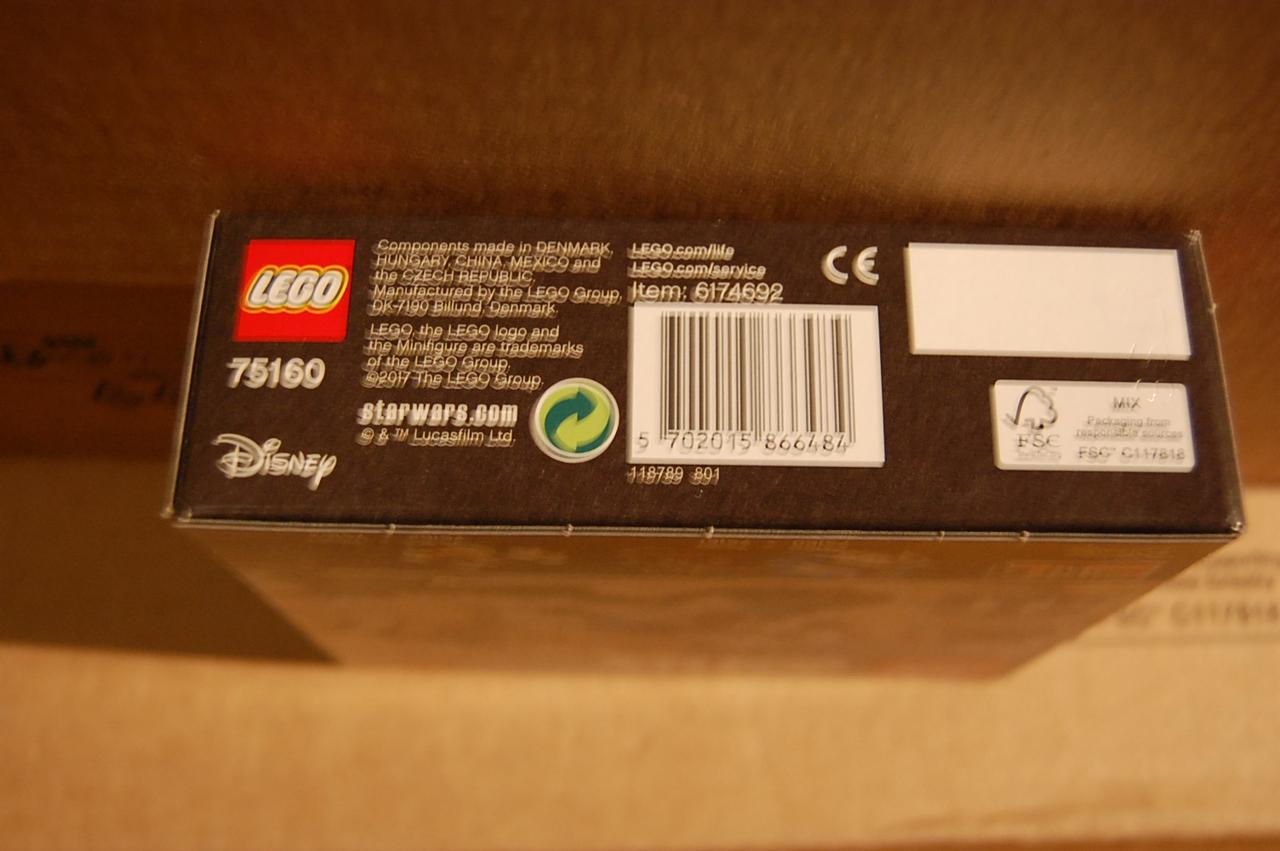 LEGO
75160
Disney
Components made in DENMARK,
HUNGARY, CHINA, MEXICO and
the CZECH REPUBLIC.
Manufactured by the LEGO Group,
DK-7190 Billund, Denmark.
LEGO, the LEGO logo and
the Minifigure are trademarks
of the LEGO Group.
©2017 The LEGO Group.
starwars.com
© & ™ Lucasfilm Ltd.
LEGO.com/life
LEGO.com/service
Item: 6174692
5 702015 866484
118789 801
CE
FSC
MIX
Packaging from
responsible sources
FSC® C117818